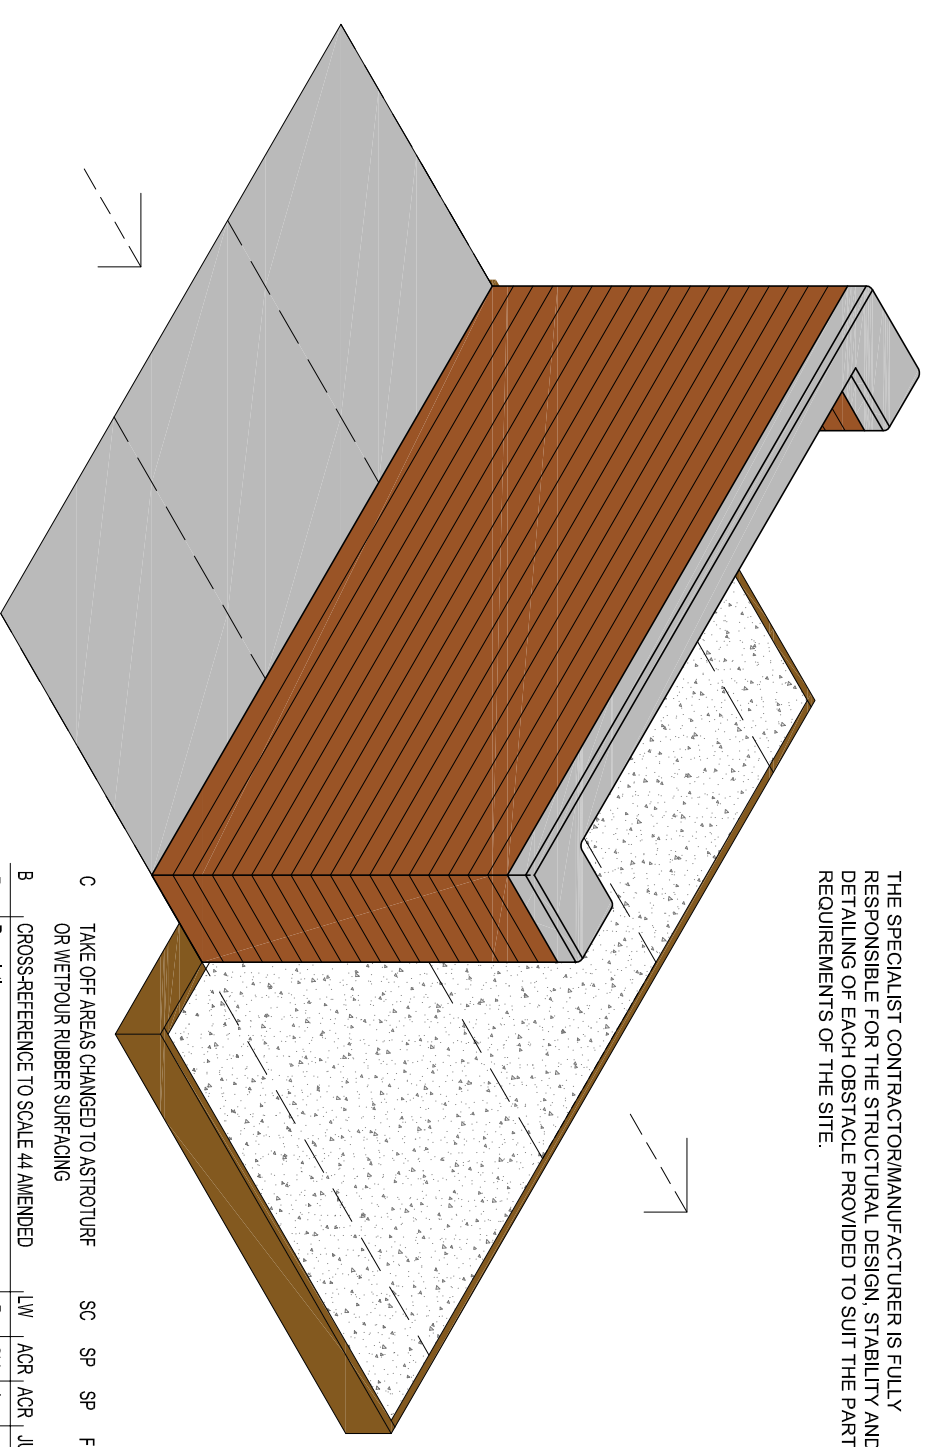 THE SPECIALIST CONTRACTOR/MANUFACTURER IS FULLY
RESPONSIBLE FOR THE STRUCTURAL DESIGN, STABILITY AND
DETAILING OF EACH OBSTACLE PROVIDED TO SUIT THE PART
REQUIREMENTS OF THE SITE.
C TAKE OFF AREAS CHANGED TO ASTROTURF SC SP SP F
OR WETPOUR RUBBER SURFACING
B CROSS-REFERENCE TO SCALE 44 AMENDED LW ACR ACR JU